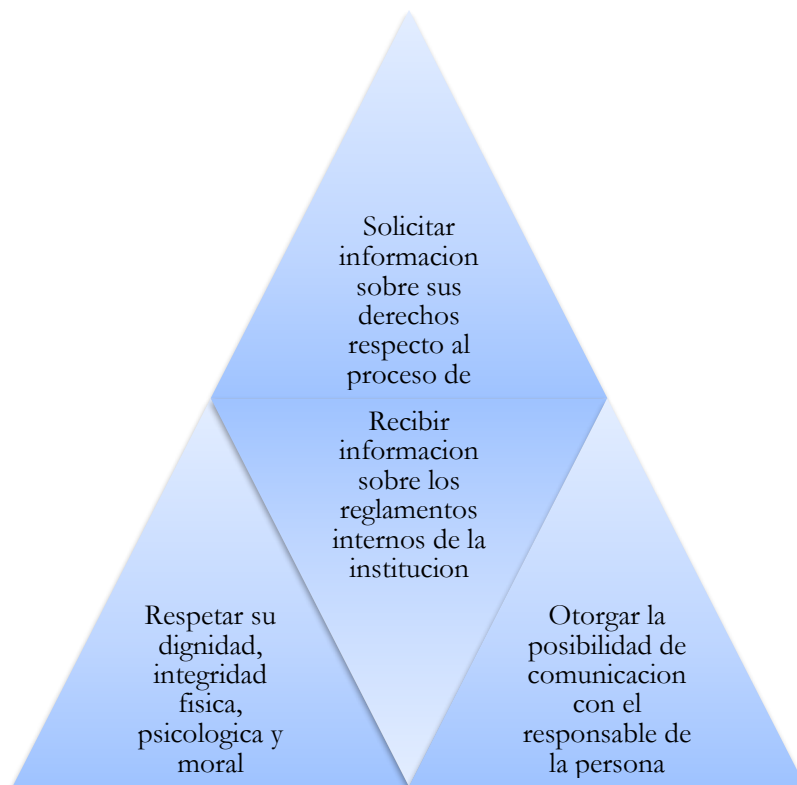 Solicitar
informacion
sobre sus
derechos
respecto al
proceso de
Recibir
informacion
sobre los
reglamentos
internos de la
institucion
Respetar su
dignidad,
integridad
fisica,
psicologica y
moral
Otorgar la
posibilidad de
comunicacion
con el
responsable de
la persona